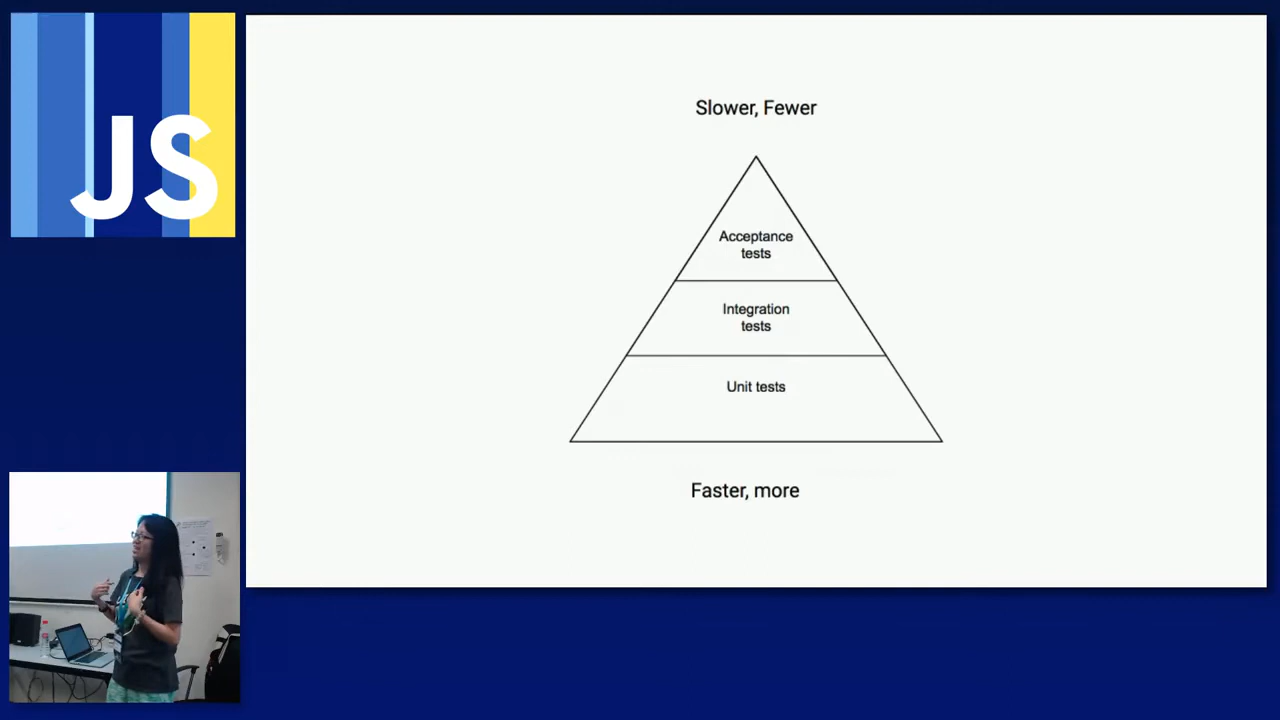 JS
Slower, Fewer
Acceptance
tests
Integration
tests
Unit tests
Faster, more